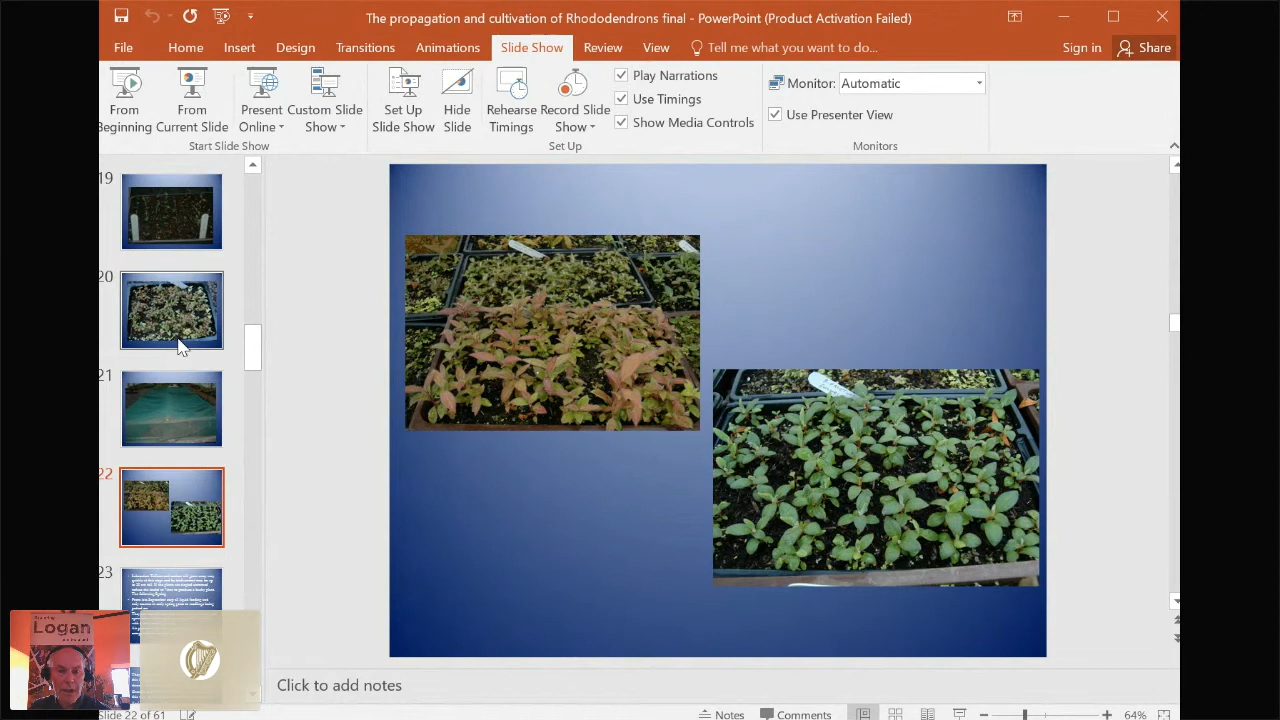 The propagation and cultivation of Rhododendrons final - PowerPoint (Product Activation Failed)
File Home Insert Design Transitions Animations Slide Show Review View Tell me what you want to do... Sign in Share
From Beginning
From Current Slide
Present Online
Custom Slide Show
Set Up Slide Show
Hide Slide
Rehearse Timings
Record Slide Show
Play Narrations
Use Timings
Show Media Controls
Monitor: Automatic
Use Presenter View
Start Slide Show
Set Up
Monitors
19
20
21
22
23
Logan
Click to add notes
Slide 22 of 61
Notes
Comments
64%